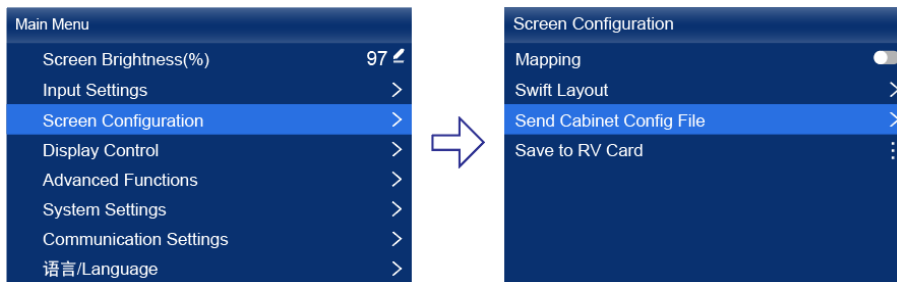 Main Menu
Screen Brightness(%) 97
Input Settings
Screen Configuration
Display Control
Advanced Functions
System Settings
Communication Settings
语言/Language
Screen Configuration
Mapping
Swift Layout
Send Cabinet Config File
Save to RV Card